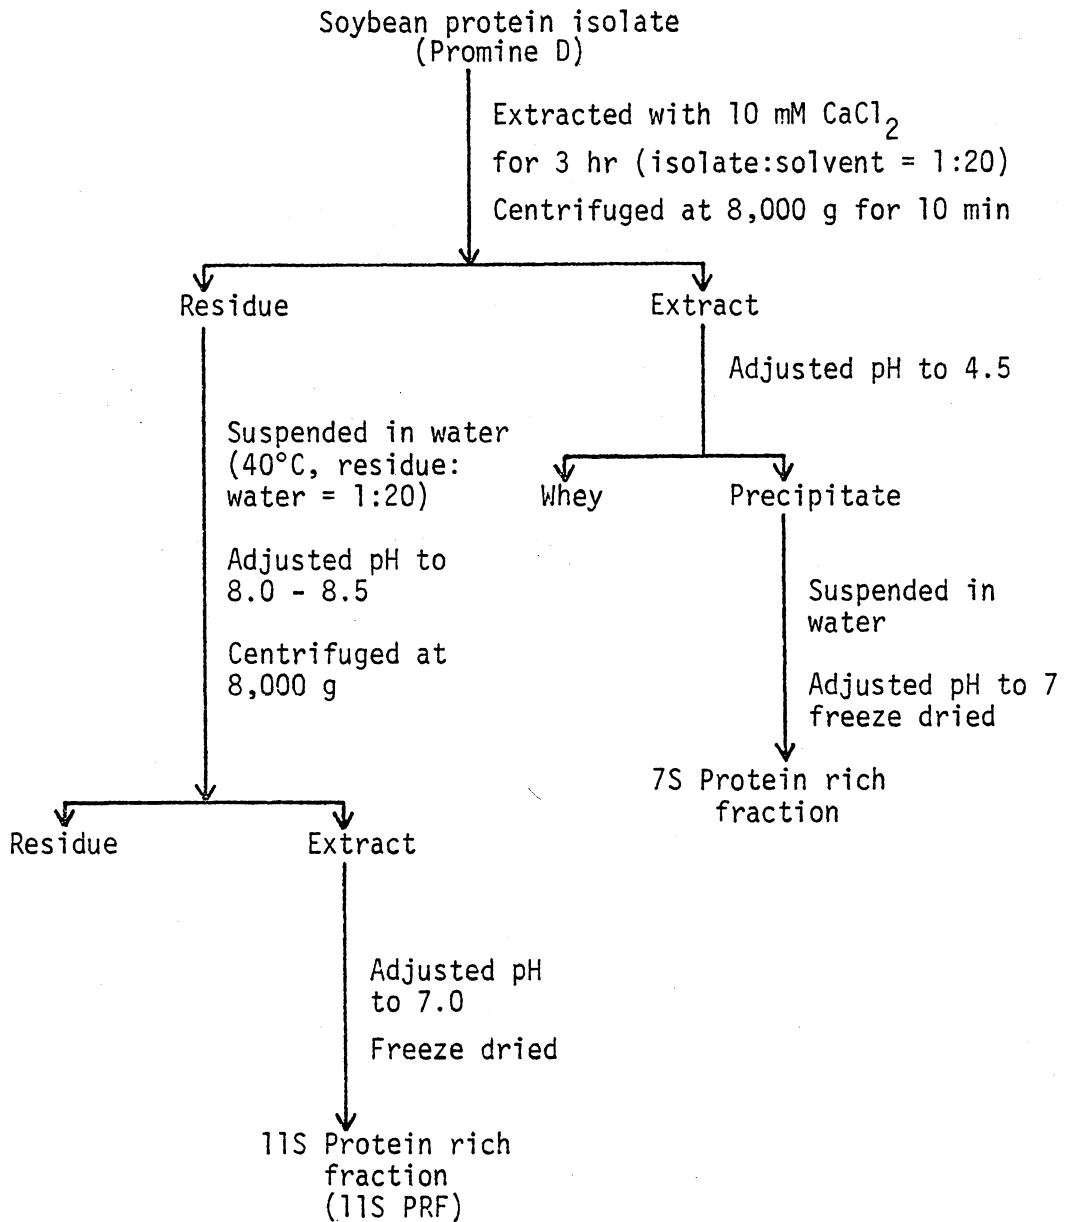 Soybean protein isolate
(Promine D)
Extracted with 10 mM CaCl2
for 3 hr (isolate:solvent = 1:20)
Centrifuged at 8,000 g for 10 min
Residue
Extract
Adjusted pH to 4.5
Suspended in water
(40°C, residue:
water = 1:20)
Adjusted pH to
8.0 - 8.5
Centrifuged at
8,000 g
Whey
Precipitate
Suspended in
water
Adjusted pH to 7
freeze dried
7S Protein rich
fraction
Residue
Extract
Adjusted pH
to 7.0
Freeze dried
11S Protein rich
fraction
(11S PRF)